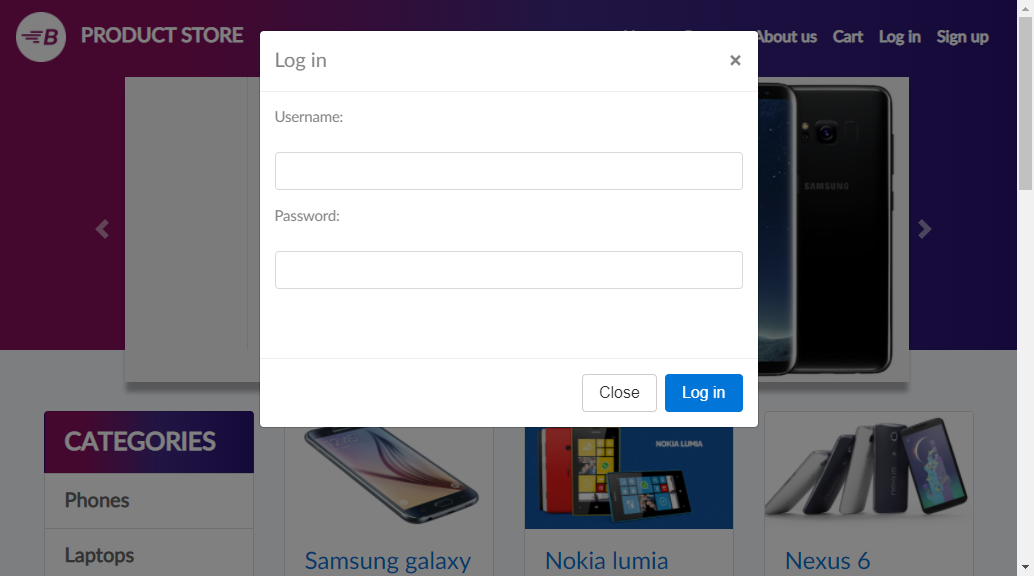 B PRODUCT STORE
About us Cart Log in Sign up
Log in ×
Username:
Password:
Close Log in
SAMSUNG
CATEGORIES
Phones
Laptops
NOKIA LUMIA
Samsung galaxy
Nokia lumia
Nexus 6